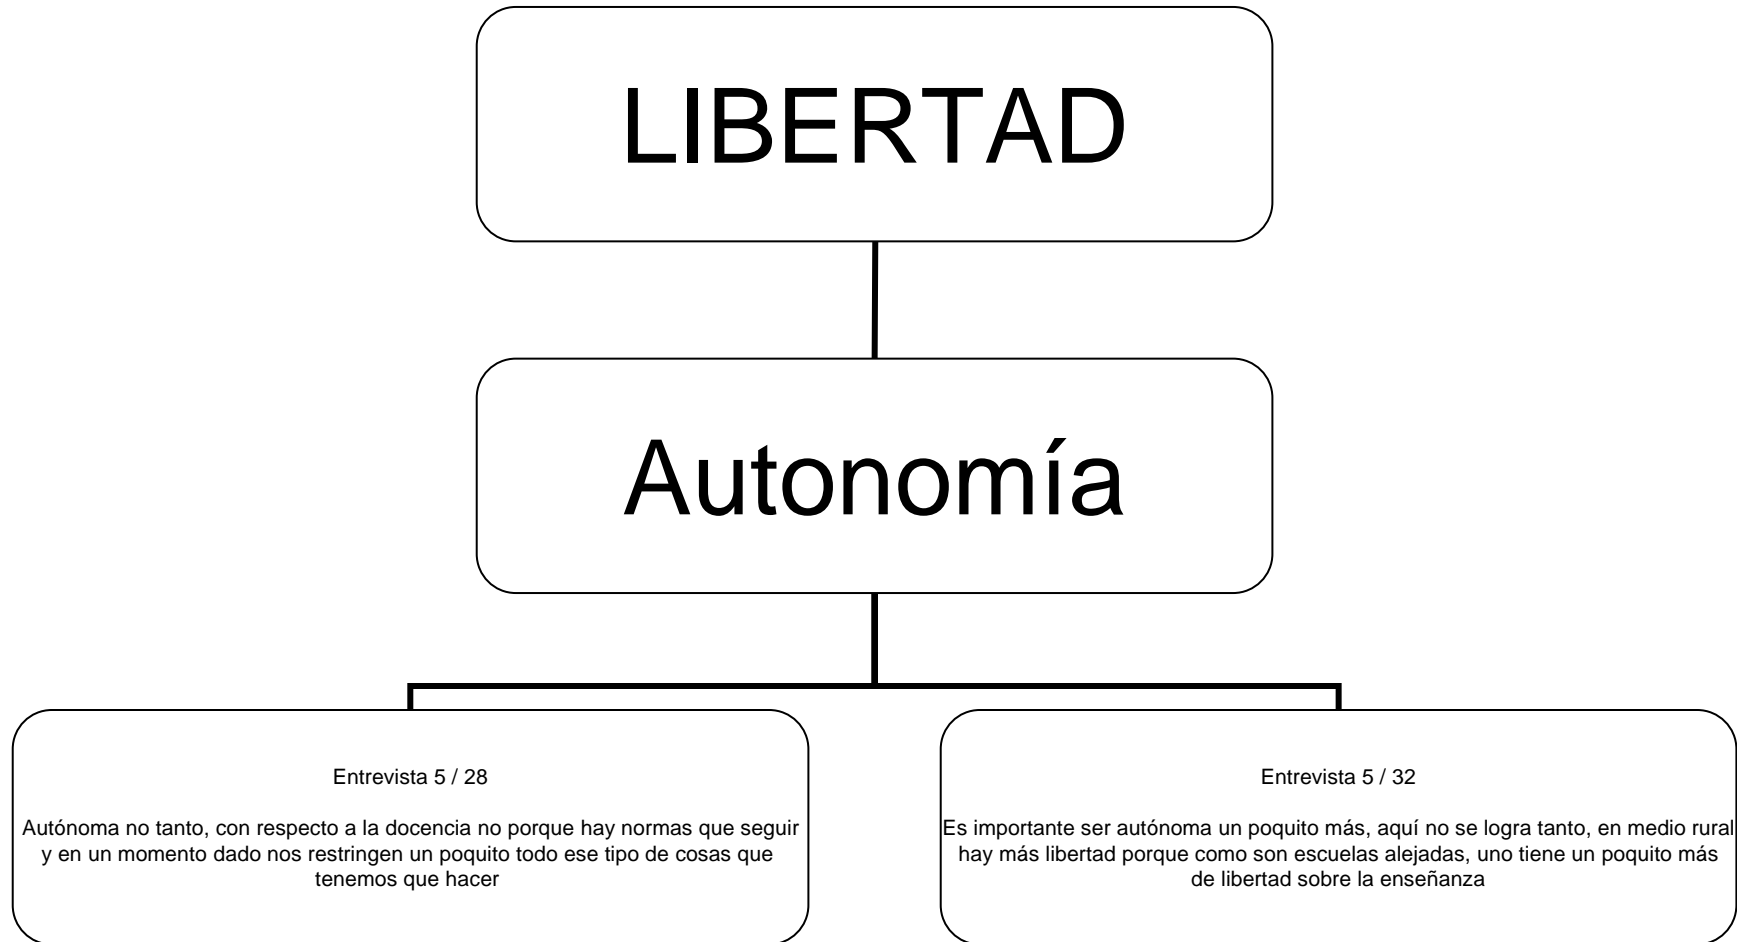 LIBERTAD
Autonomía
Entrevista 5 / 28
Autónoma no tanto, con respecto a la docencia no porque hay normas que seguir
y en un momento dado nos restringen un poquito todo ese tipo de cosas que
tenemos que hacer
Entrevista 5 / 32
Es importante ser autónoma un poquito más, aquí no se logra tanto, en medio rural
hay más libertad porque como son escuelas alejadas, uno tiene un poquito más
de libertad sobre la enseñanza